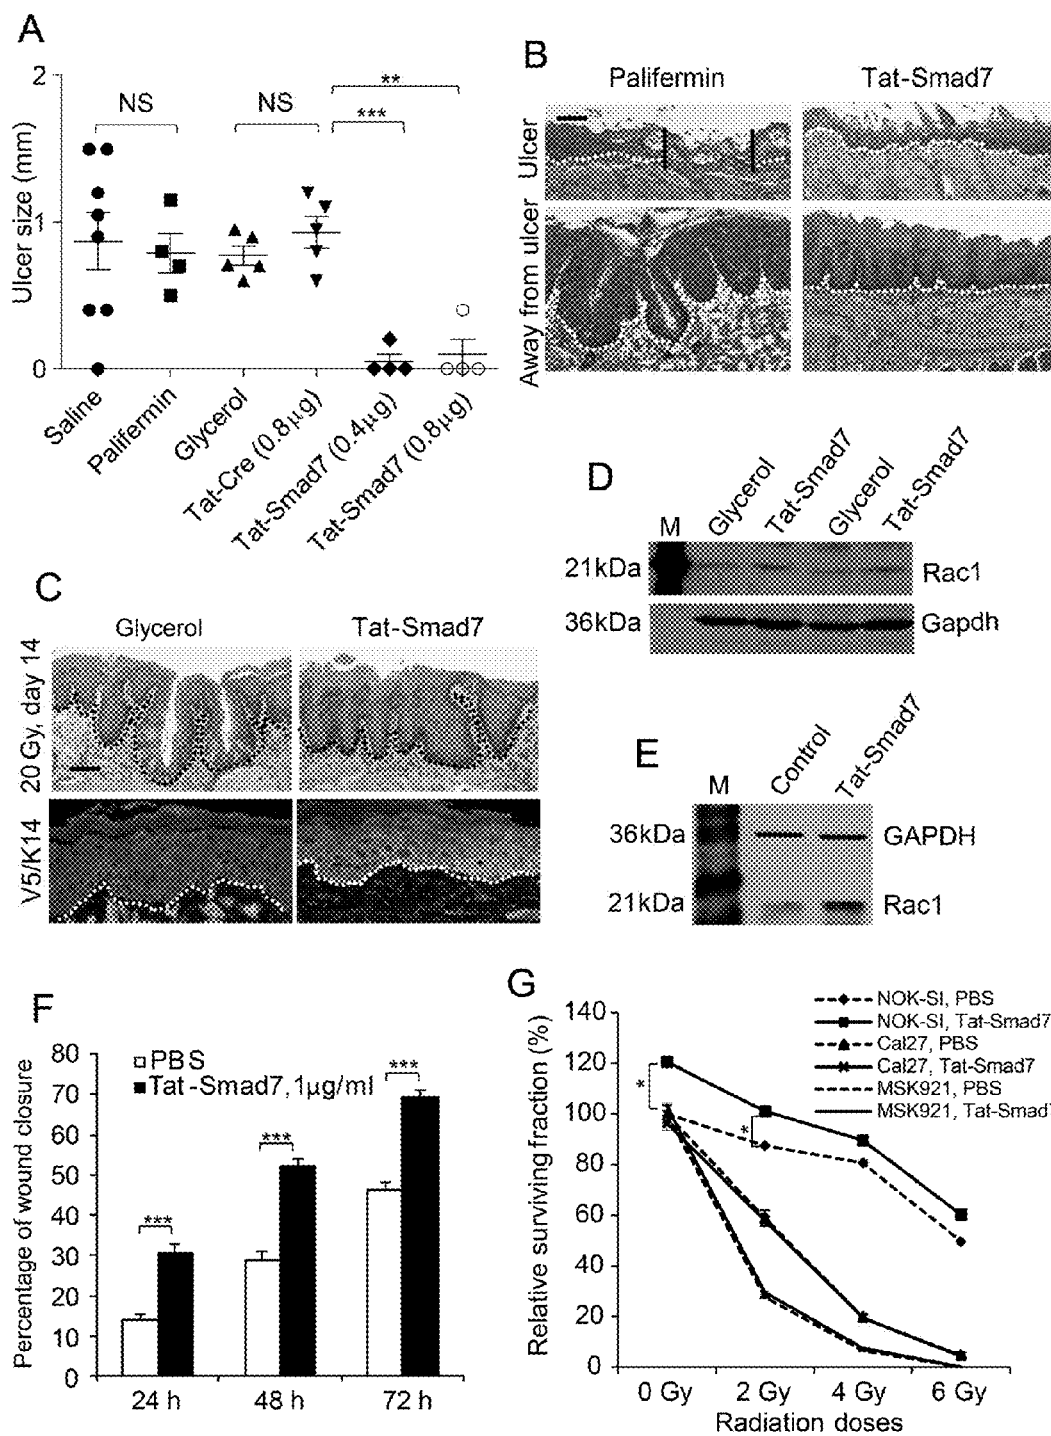 A
Ulcer size (mm)
2
1
0
NS
NS
**
***
Saline
Palifermin
Glycerol
Tat-Cre (0.8μg)
Tat-Smad7 (0.4μg)
Tat-Smad7 (0.8μg)
B
Palifermin
Tat-Smad7
Ulcer
Away from ulcer
C
Glycerol
Tat-Smad7
20 Gy, day 14
V5/K14
D
M
Glycerol
Tat-Smad7
Glycerol
Tat-Smad7
21kDa
Rac1
36kDa
Gapdh
E
M
Control
Tat-Smad7
36kDa
GAPDH
21kDa
Rac1
F
Percentage of wound closure
80
70
60
50
40
30
20
10
0
PBS
Tat-Smad7, 1μg/ml
***
***
***
24 h
48 h
72 h
G
Relative surviving fraction (%)
140
120
100
80
60
40
20
0
NOK-SI, PBS
NOK-SI, Tat-Smad7
Cal27, PBS
Cal27, Tat-Smad7
MSK921, PBS
MSK921, Tat-Smad7
*
*
0 Gy
2 Gy
4 Gy
6 Gy
Radiation doses